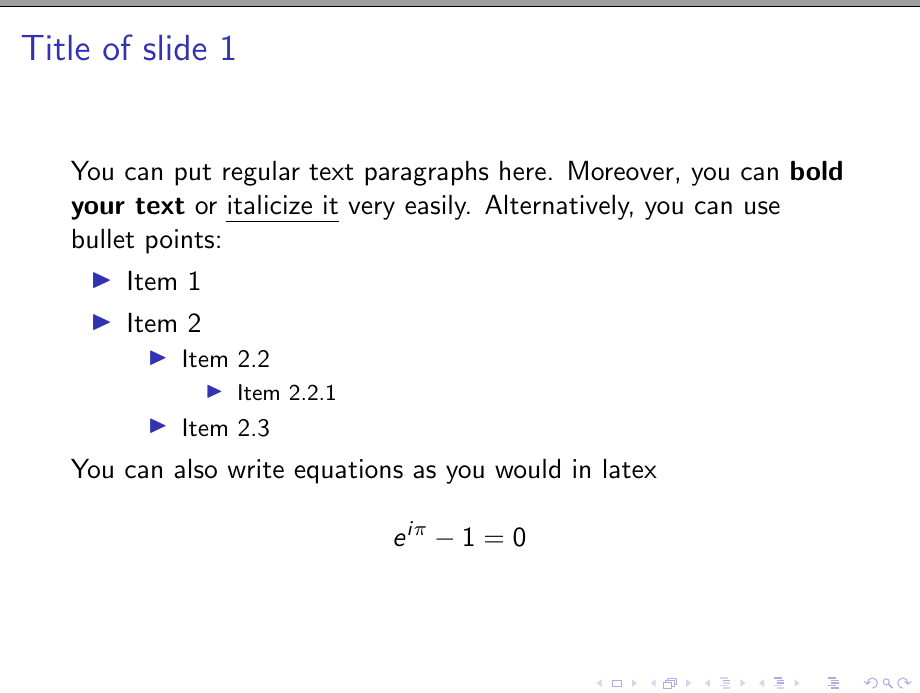 Title of slide 1
You can put regular text paragraphs here. Moreover, you can bold
your text or italicize it very easily. Alternatively, you can use
bullet points:
Item 1
Item 2
Item 2.2
Item 2.2.1
Item 2.3
You can also write equations as you would in latex
e^{iπ} − 1 = 0